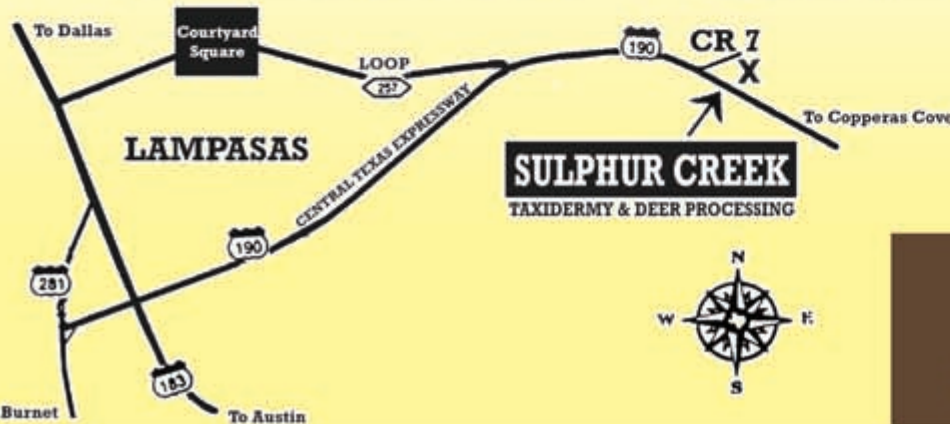 To Dallas
Courtyard
Square
LOOP
257
190
CR 7
X
To Copperas Cove
LAMPASAS
CENTRAL TEXAS EXPRESSWAY
SULPHUR CREEK
TAXIDERMY & DEER PROCESSING
190
281
N
W
E
S
183
Burnet
To Austin